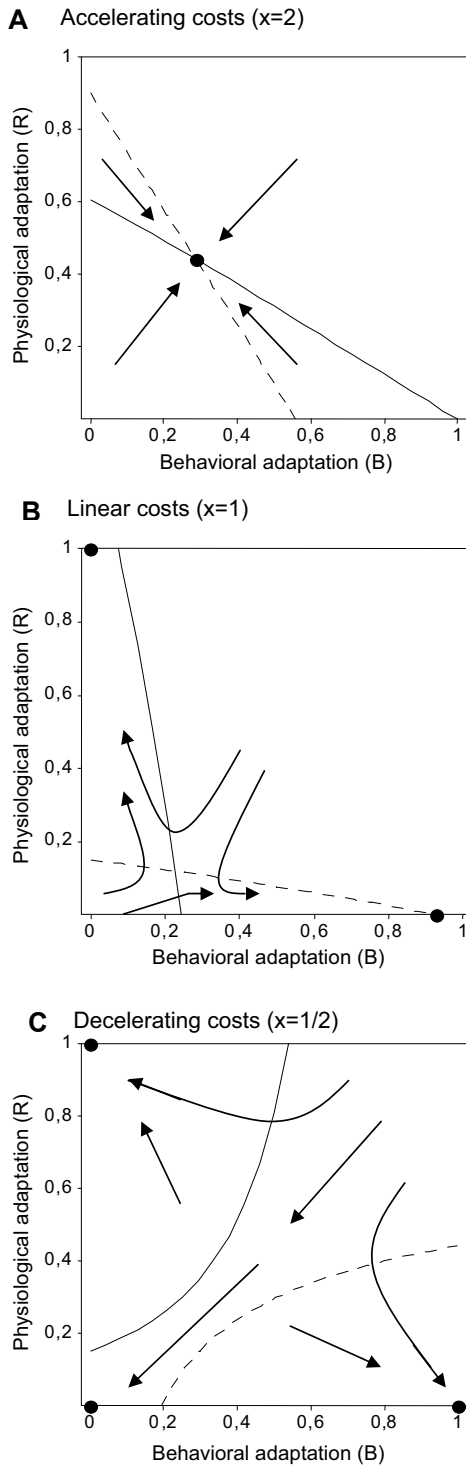 A Accelerating costs (x=2)
1
0,8
0,6
0,4
0,2
Physiological adaptation (R)
0 0,2 0,4 0,6 0,8 1
Behavioral adaptation (B)
B Linear costs (x=1)
1
0,8
0,6
0,4
0,2
Physiological adaptation (R)
0 0,2 0,4 0,6 0,8 1
Behavioral adaptation (B)
C Decelerating costs (x=1/2)
1
0,8
0,6
0,4
0,2
Physiological adaptation (R)
0 0,2 0,4 0,6 0,8 1
Behavioral adaptation (B)